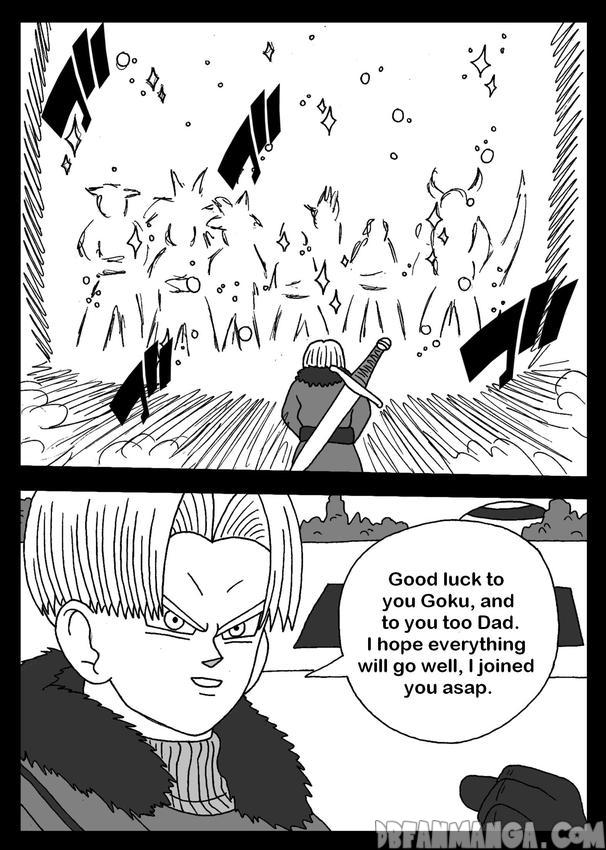 Good luck to
you Goku, and
to you too Dad.
I hope everything
will go well, I joined
you asap.
DBFANMANGA.COM